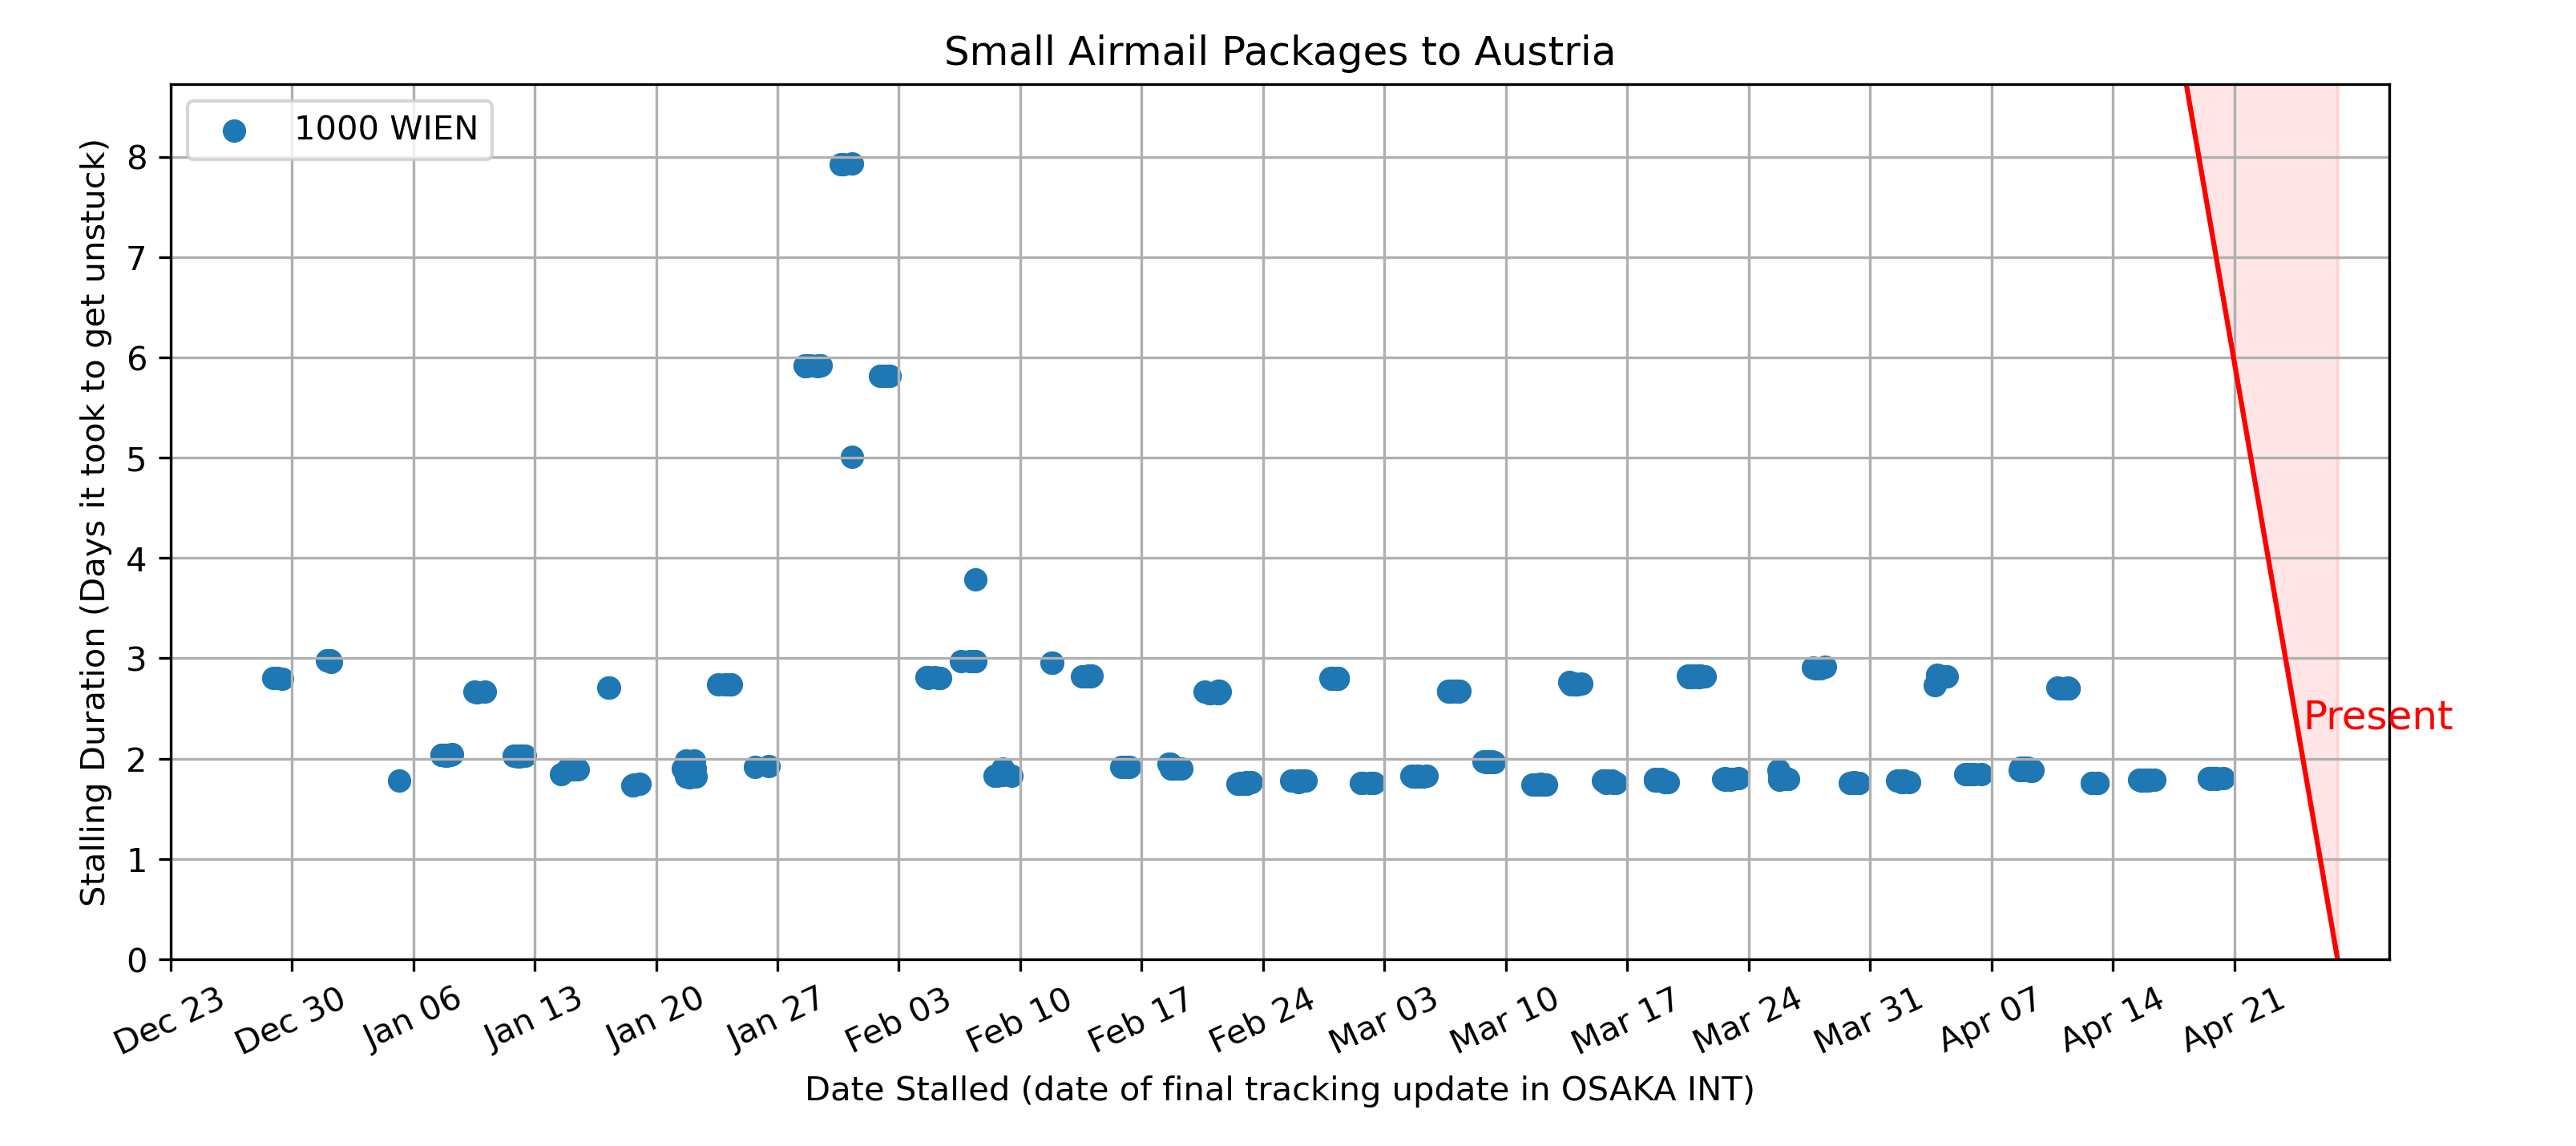 Small Airmail Packages to Austria
1000 WIEN
Stalling Duration (Days it took to get unstuck)
8
7
6
5
4
3
2
1
0
Present
Dec 23
Dec 30
Jan 06
Jan 13
Jan 20
Jan 27
Feb 03
Feb 10
Feb 17
Feb 24
Mar 03
Mar 10
Mar 17
Mar 24
Mar 31
Apr 07
Apr 14
Apr 21
Date Stalled (date of final tracking update in OSAKA INT)